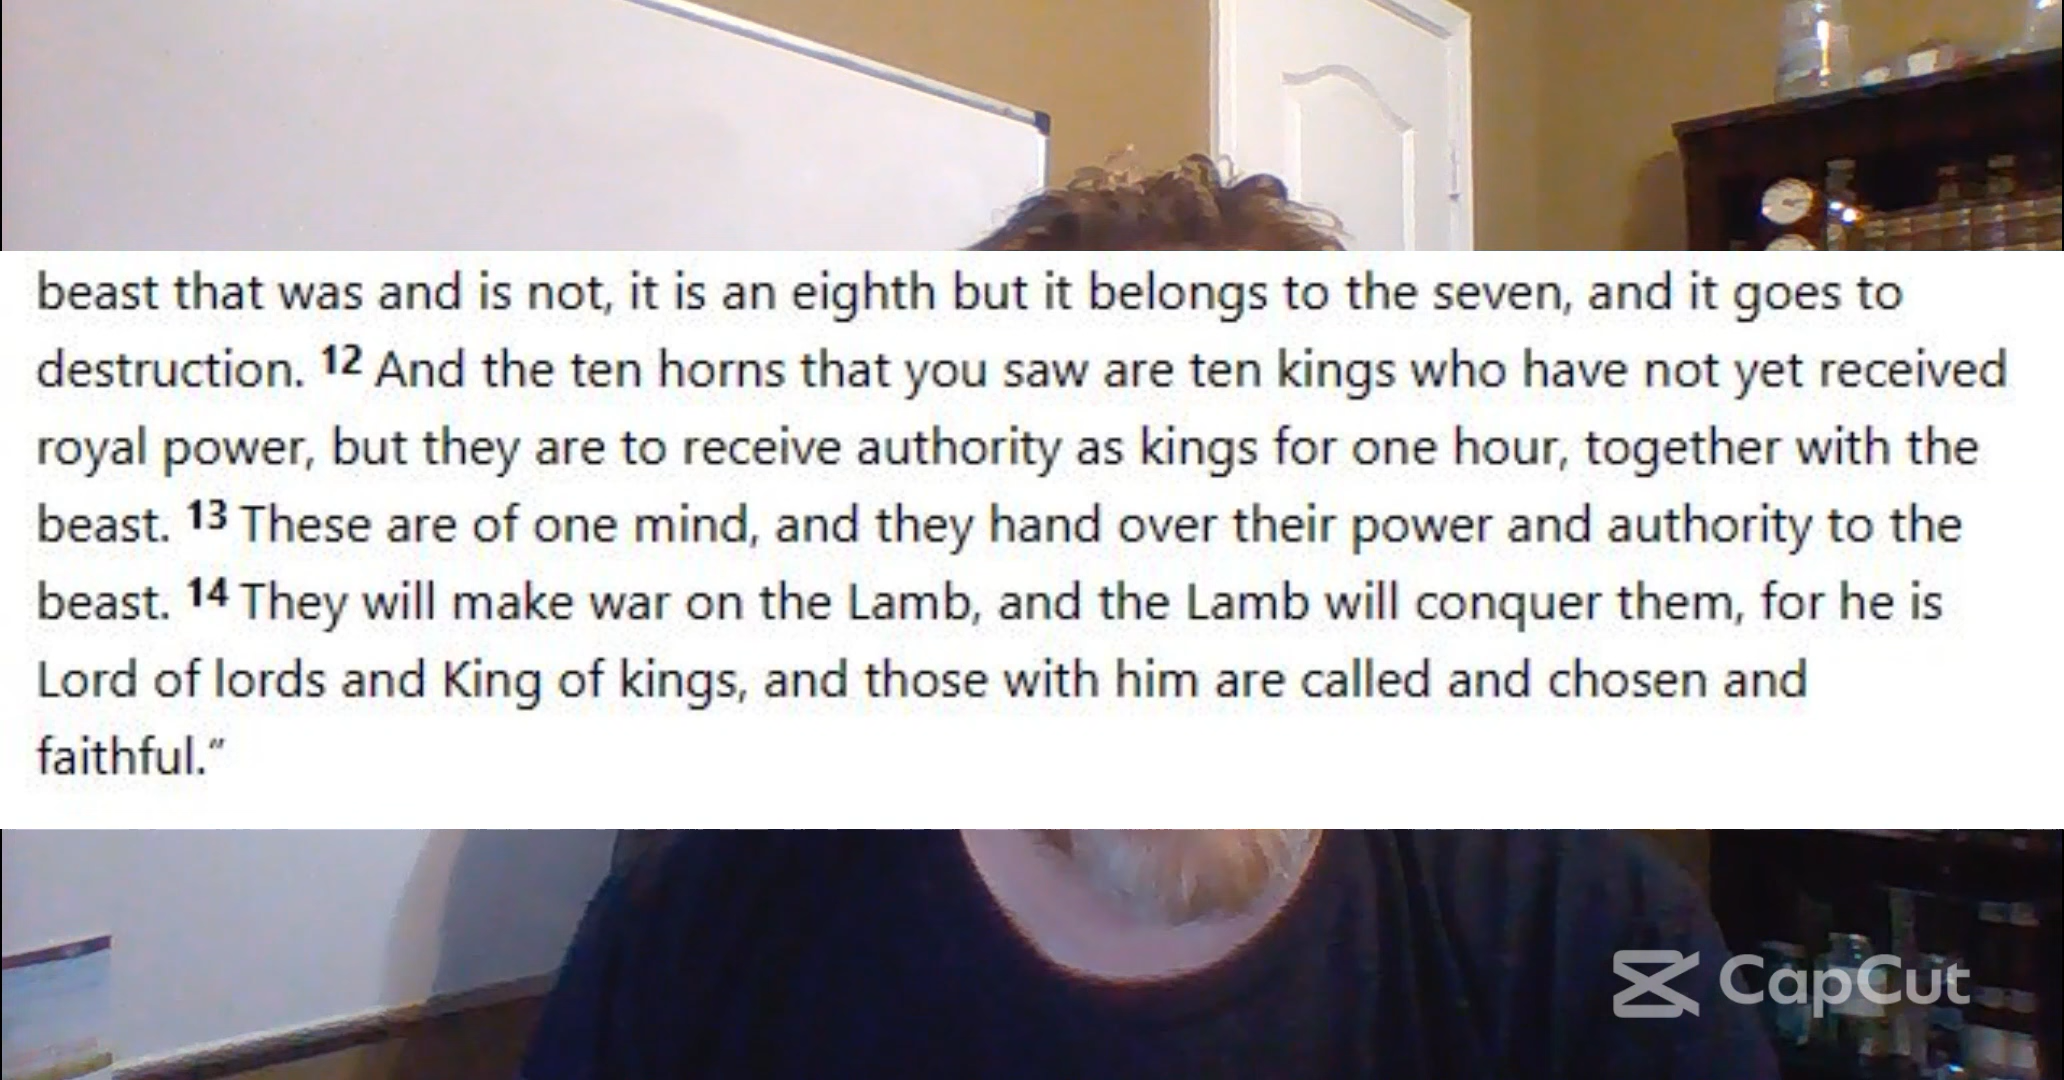 beast that was and is not, it is an eighth but it belongs to the seven, and it goes to
destruction. 12 And the ten horns that you saw are ten kings who have not yet received
royal power, but they are to receive authority as kings for one hour, together with the
beast. 13 These are of one mind, and they hand over their power and authority to the
beast. 14 They will make war on the Lamb, and the Lamb will conquer them, for he is
Lord of lords and King of kings, and those with him are called and chosen and
faithful.”
CapCut